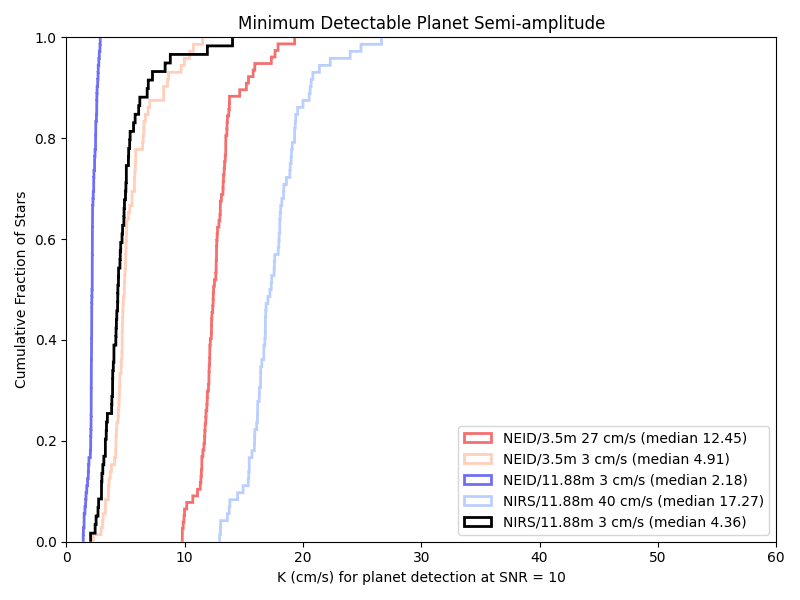 Minimum Detectable Planet Semi-amplitude
Cumulative Fraction of Stars
1.0
0.8
0.6
0.4
0.2
0.0
NEID/3.5m 27 cm/s (median 12.45)
NEID/3.5m 3 cm/s (median 4.91)
NEID/11.88m 3 cm/s (median 2.18)
NIRS/11.88m 40 cm/s (median 17.27)
NIRS/11.88m 3 cm/s (median 4.36)
0 10 20 30 40 50 60
K (cm/s) for planet detection at SNR = 10